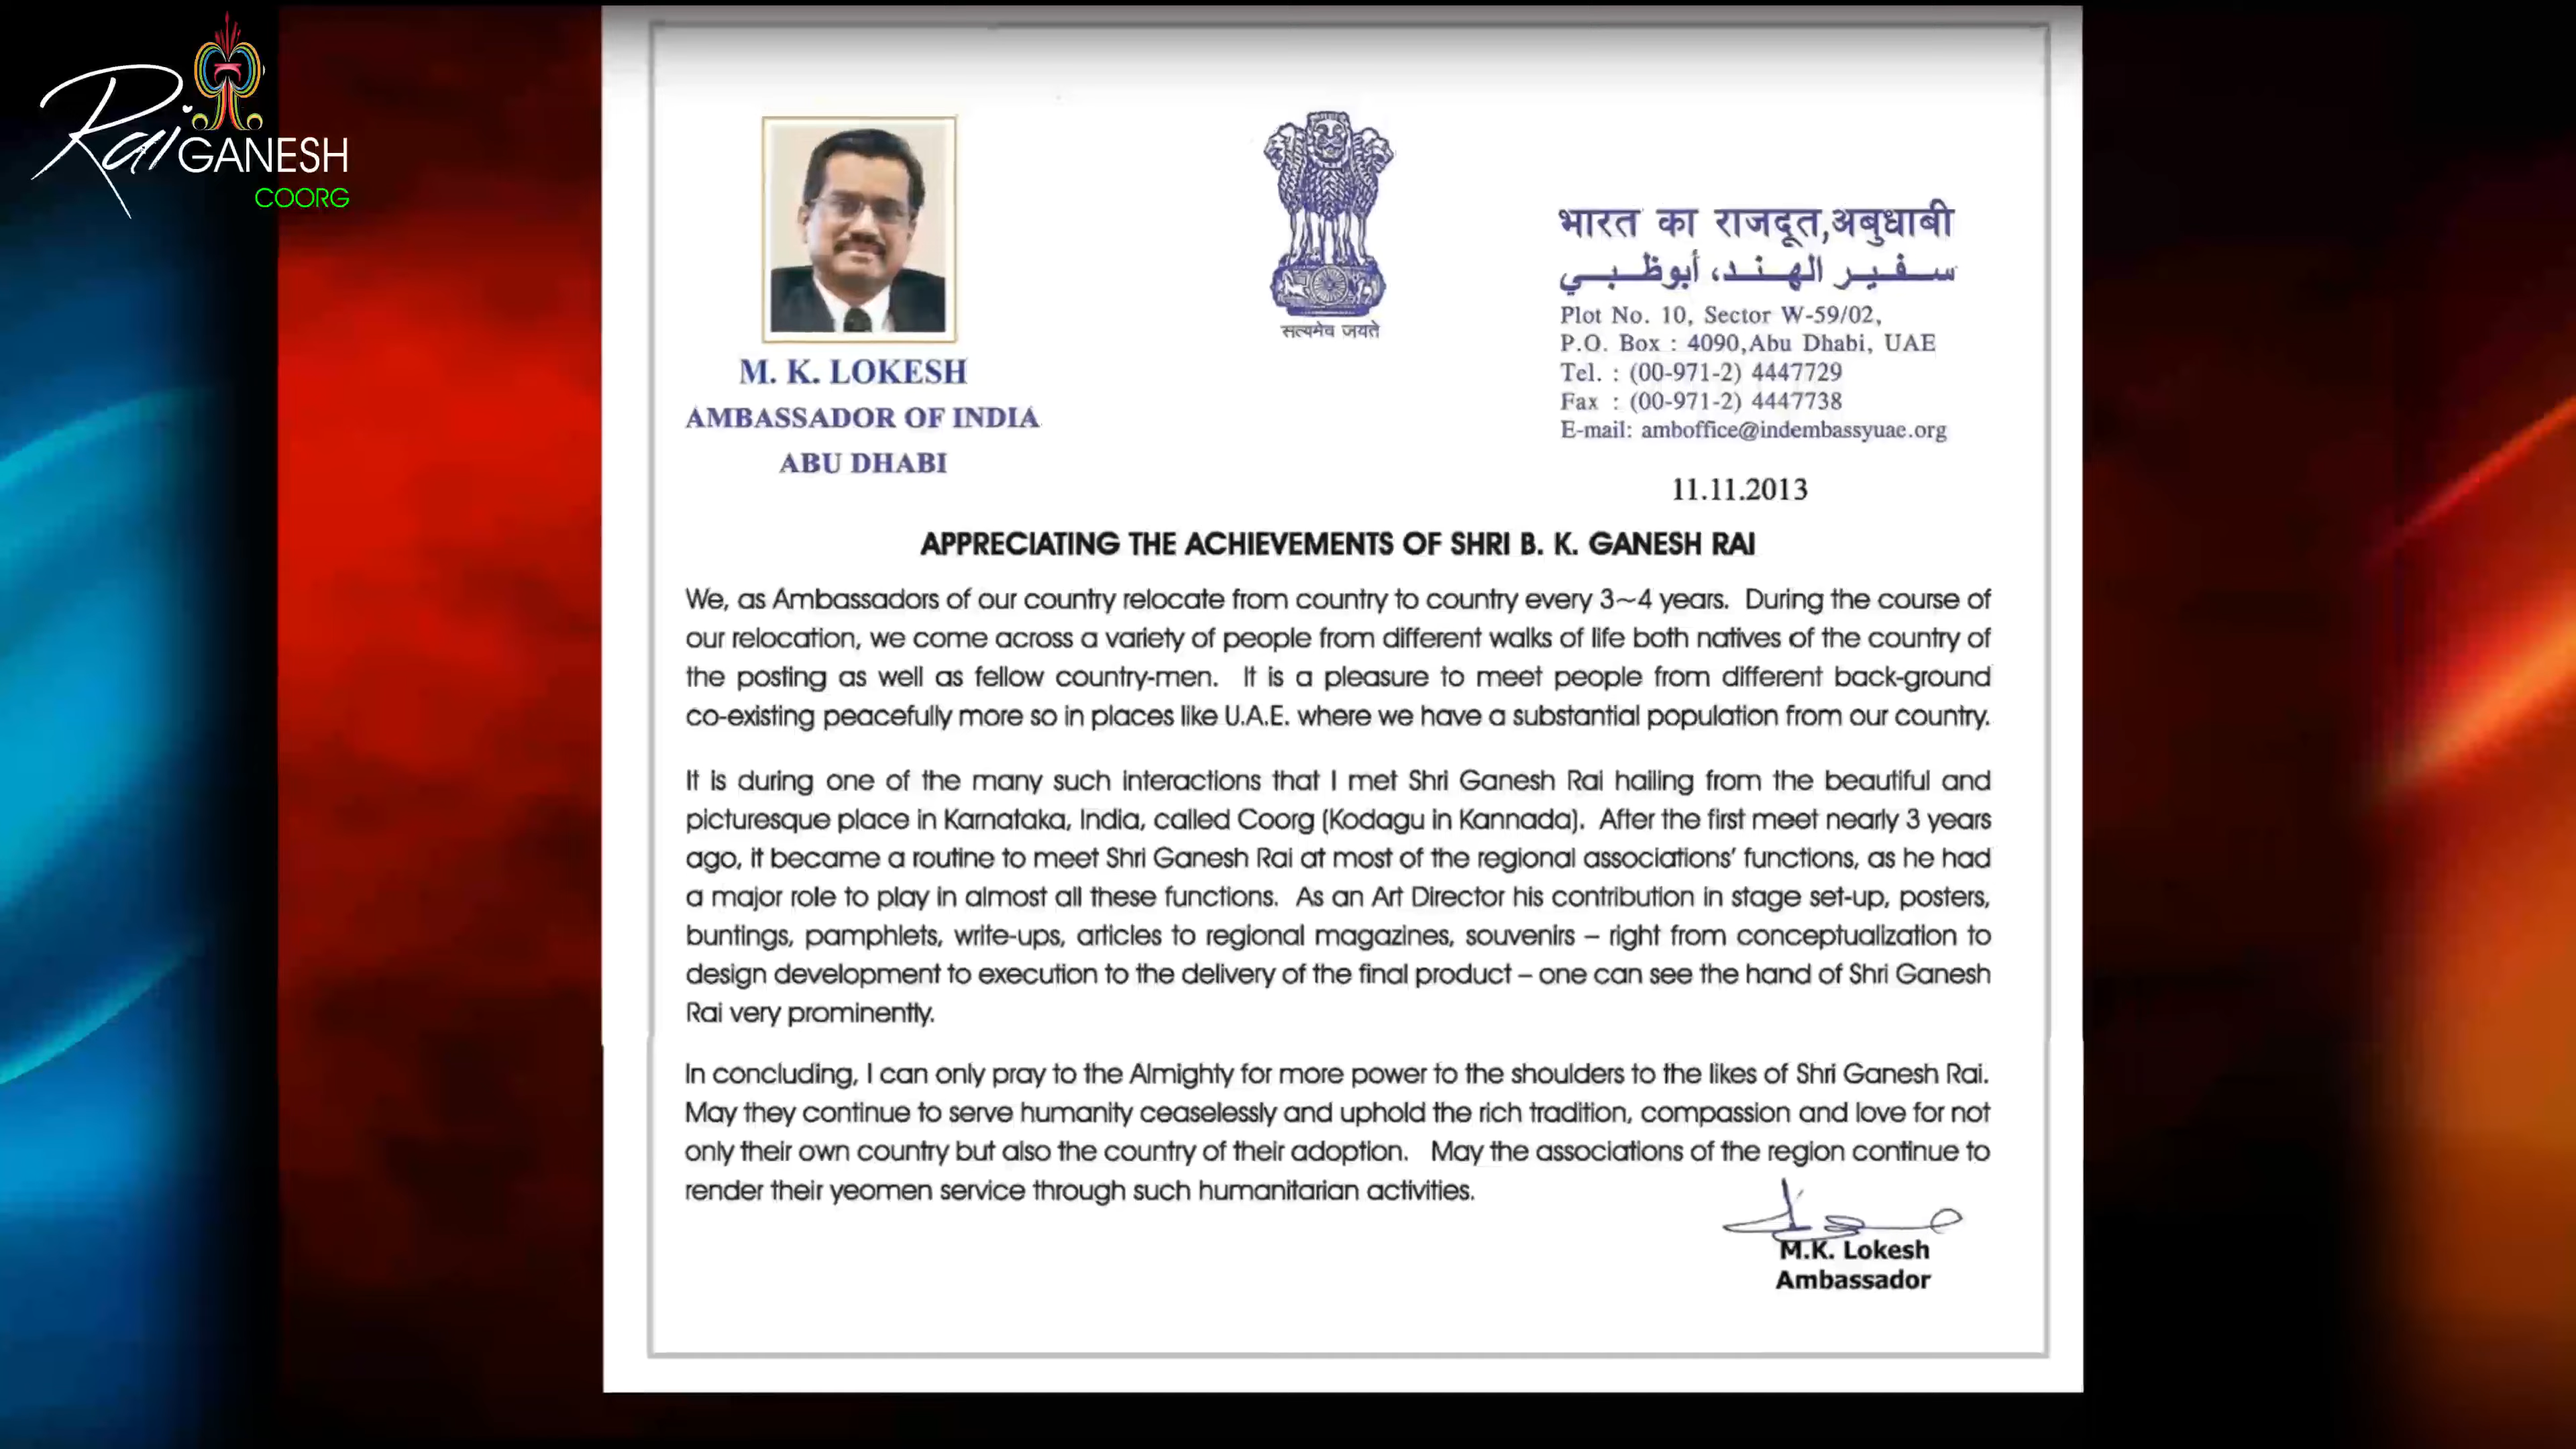 Rai GANESH
COORG
सत्यमेव जयते
M. K. LOKESH
AMBASSADOR OF INDIA
ABU DHABI
भारत का राजदूत,अबुधाबी
سفير الهند، أبوظبي
Plot No. 10, Sector W-59/02,
P.O. Box : 4090,Abu Dhabi, UAE
Tel. : (00-971-2) 4447729
Fax : (00-971-2) 4447738
E-mail: amboffice@indembassyuae.org
11.11.2013
APPRECIATING THE ACHIEVEMENTS OF SHRI B. K. GANESH RAI
We, as Ambassadors of our country relocate from country to country every 3~4 years. During the course of
our relocation, we come across a variety of people from different walks of life both natives of the country of
the posting as well as fellow country-men. It is a pleasure to meet people from different back-ground
co-existing peacefully more so in places like U.A.E. where we have a substantial population from our country.
It is during one of the many such interactions that I met Shri Ganesh Rai hailing from the beautiful and
picturesque place in Karnataka, India, called Coorg (Kodagu in Kannada). After the first meet nearly 3 years
ago, it became a routine to meet Shri Ganesh Rai at most of the regional associations' functions, as he had
a major role to play in almost all these functions. As an Art Director his contribution in stage set-up, posters,
buntings, pamphlets, write-ups, articles to regional magazines, souvenirs – right from conceptualization to
design development to execution to the delivery of the final product – one can see the hand of Shri Ganesh
Rai very prominently.
In concluding, I can only pray to the Almighty for more power to the shoulders to the likes of Shri Ganesh Rai.
May they continue to serve humanity ceaselessly and uphold the rich tradition, compassion and love for not
only their own country but also the country of their adoption. May the associations of the region continue to
render their yeomen service through such humanitarian activities.
M.K. Lokesh
Ambassador